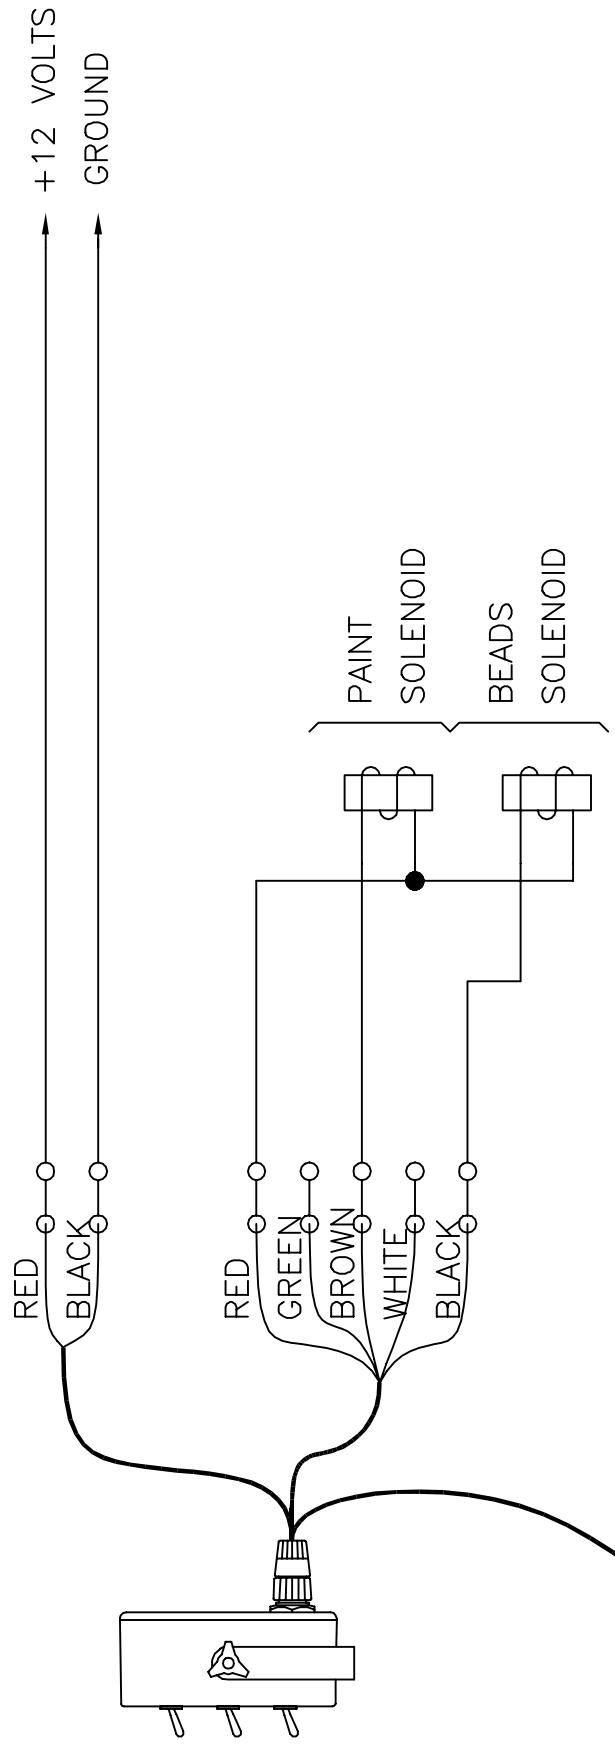 +12 VOLTS
GROUND
PAINT
SOLENOID
BEADS
SOLENOID
RED
BLACK
RED
GREEN
BROWN
WHITE
BLACK